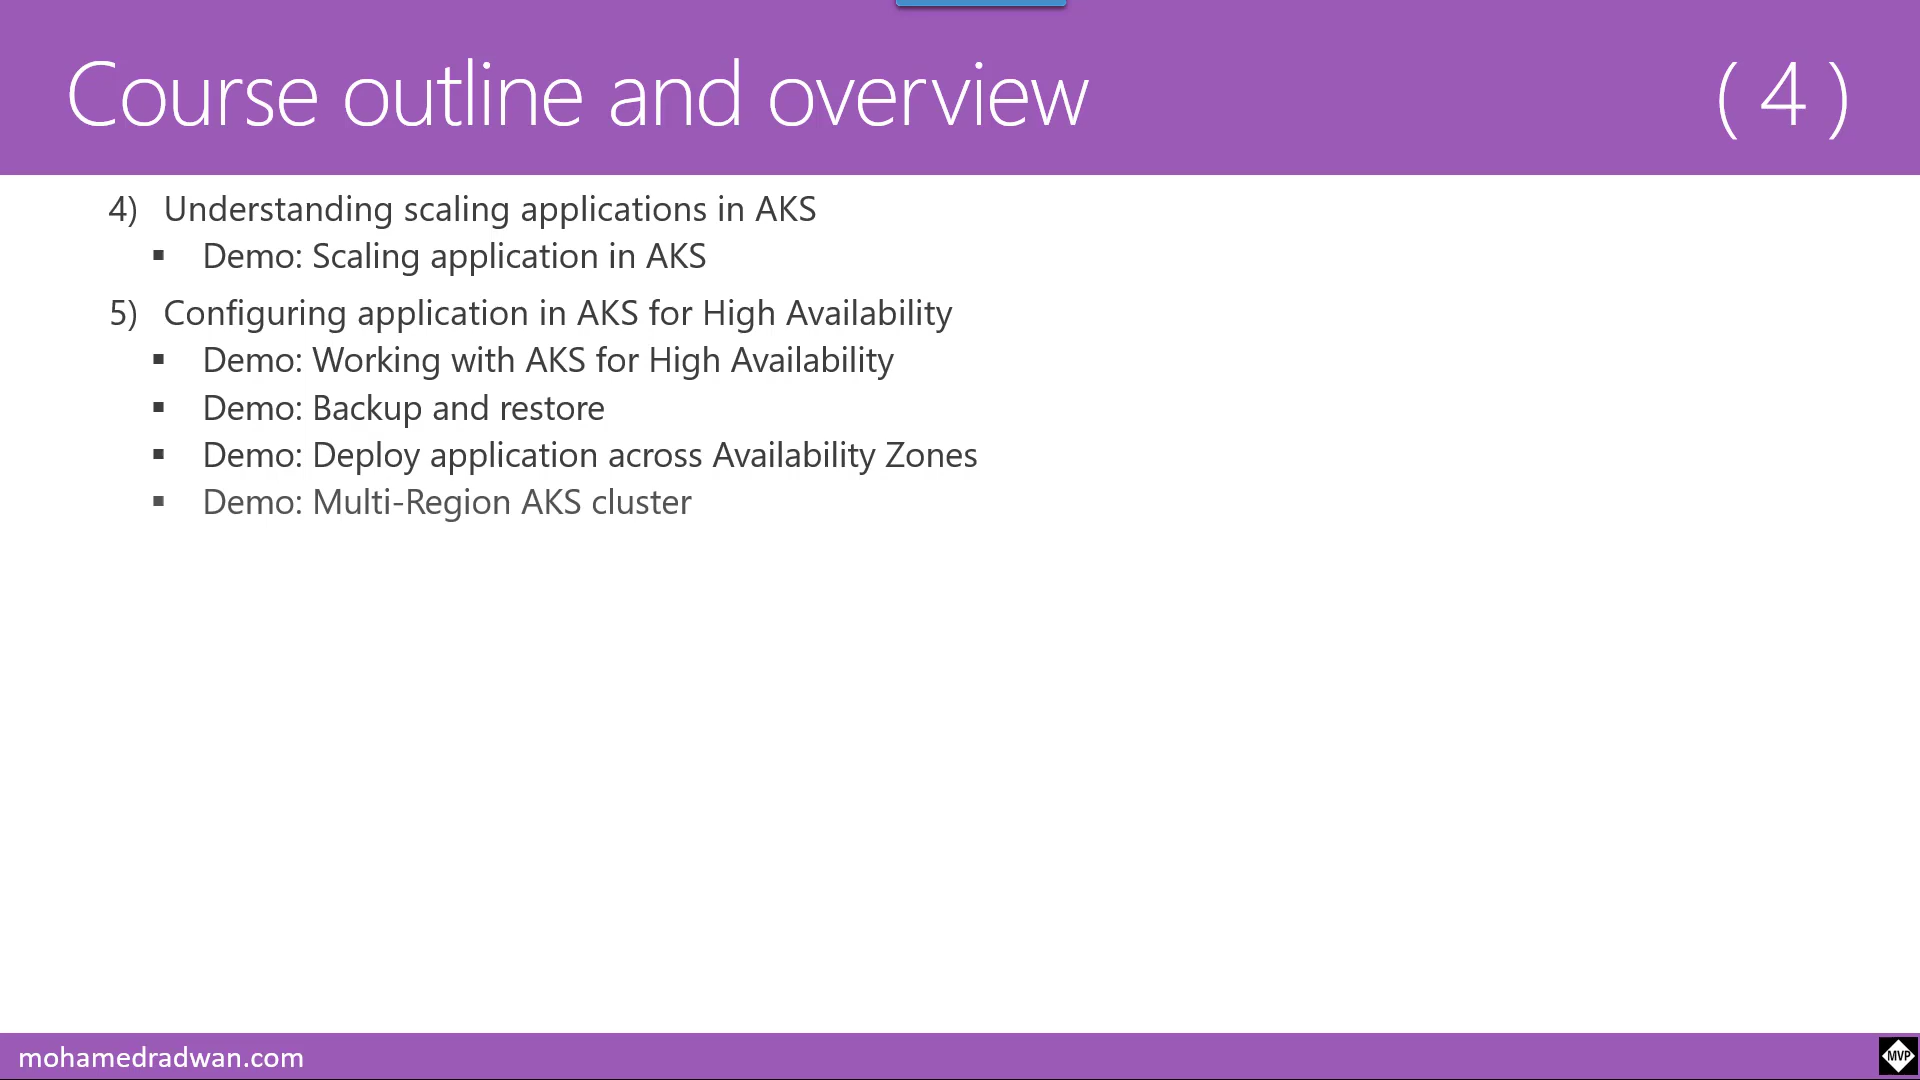 Course outline and overview ( 4 )
4) Understanding scaling applications in AKS
▪ Demo: Scaling application in AKS
5) Configuring application in AKS for High Availability
▪ Demo: Working with AKS for High Availability
▪ Demo: Backup and restore
▪ Demo: Deploy application across Availability Zones
▪ Demo: Multi-Region AKS cluster
mohamedradwan.com
MVP